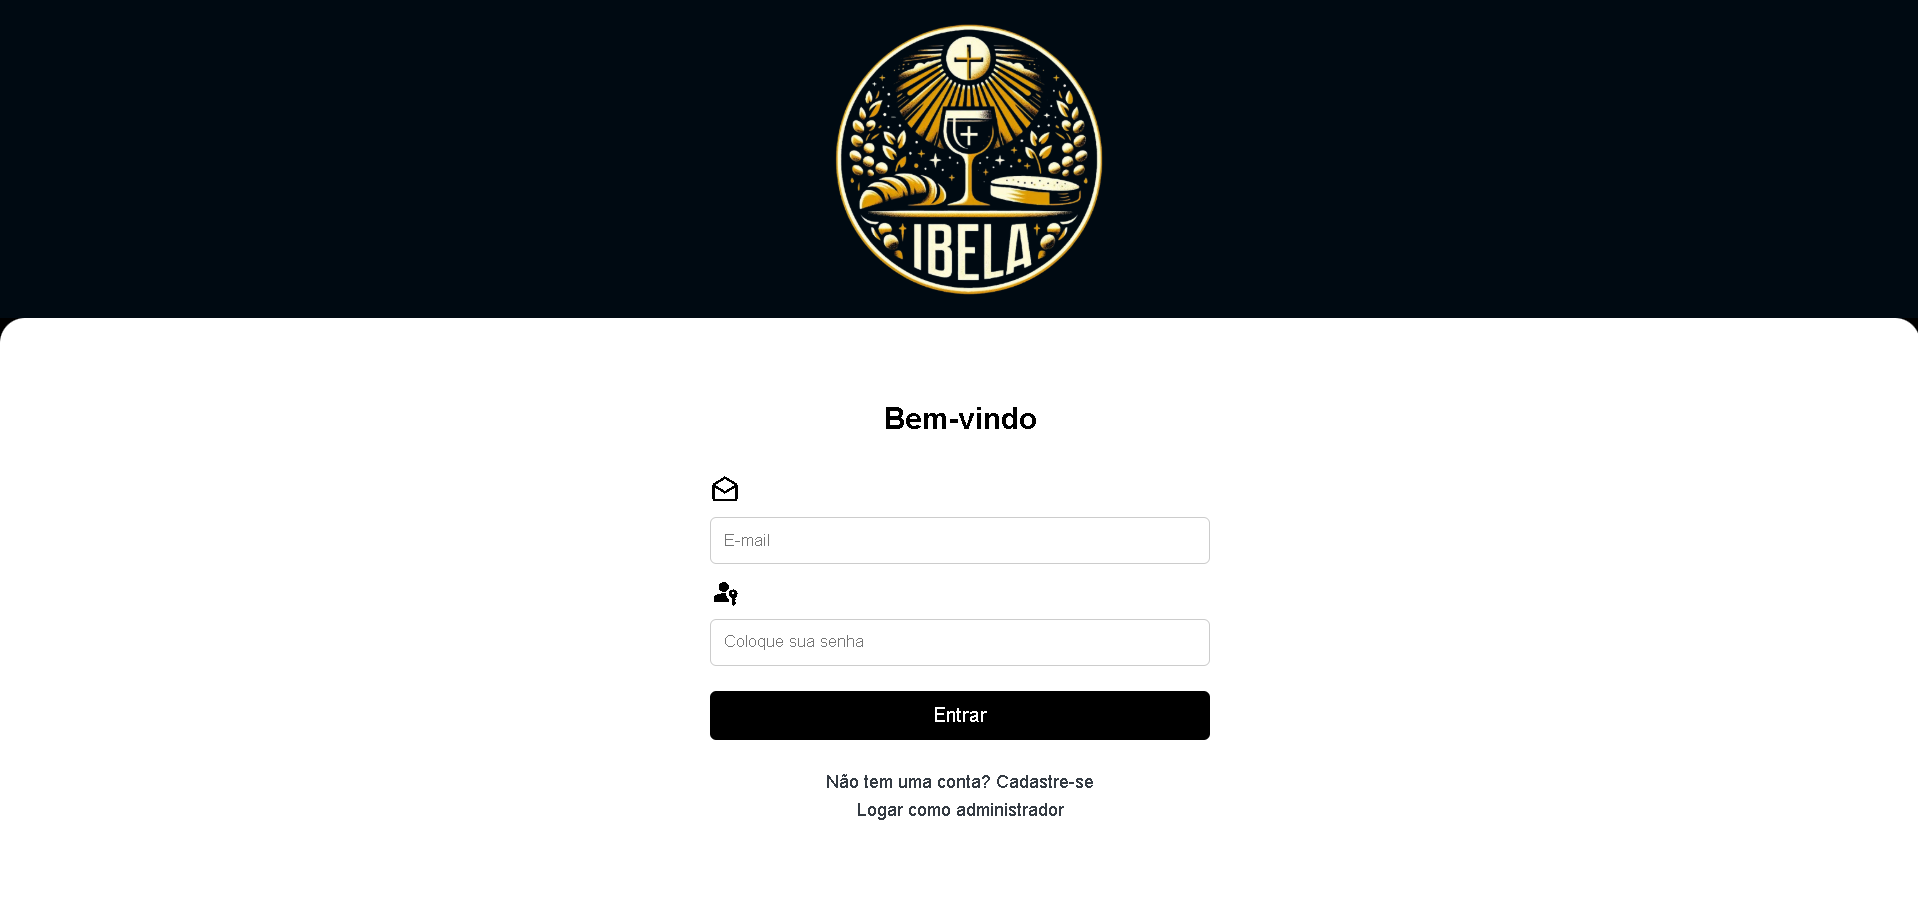 IBELA
Bem-vindo
E-mail
Coloque sua senha
Entrar
Não tem uma conta? Cadastre-se
Logar como administrador